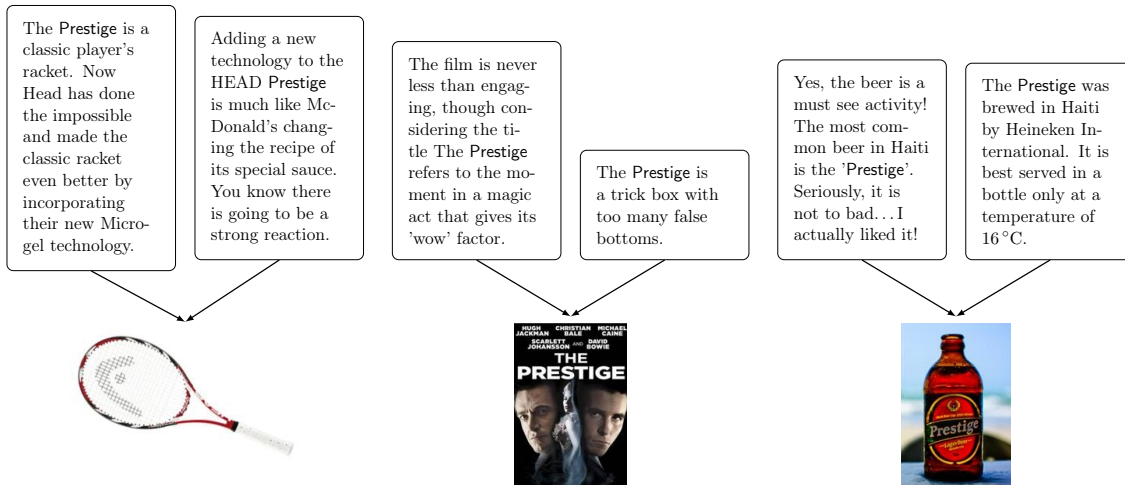 The Prestige is a
classic player's
racket. Now
Head has done
the impossible
and made the
classic racket
even better by
incorporating
their new Micro-
gel technology.
Adding a new
technology to the
HEAD Prestige
is much like Mc-
Donald's chang-
ing the recipe of
its special sauce.
You know there
is going to be a
strong reaction.
The film is never
less than engag-
ing, though con-
sidering the ti-
tle The Prestige
refers to the mo-
ment in a magic
act that gives its
'wow' factor.
The Prestige is
a trick box with
too many false
bottoms.
Yes, the beer is a
must see activity!
The most com-
mon beer in Haiti
is the 'Prestige'.
Seriously, it is
not to bad...I
actually liked it!
The Prestige was
brewed in Haiti
by Heineken In-
ternational. It is
best served in a
bottle only at a
temperature of
16 °C.
HUGH JACKMAN CHRISTIAN BALE MICHAEL CAINE
SCARLETT JOHANSSON AND DAVID BOWIE
THE
PRESTIGE
Prestige